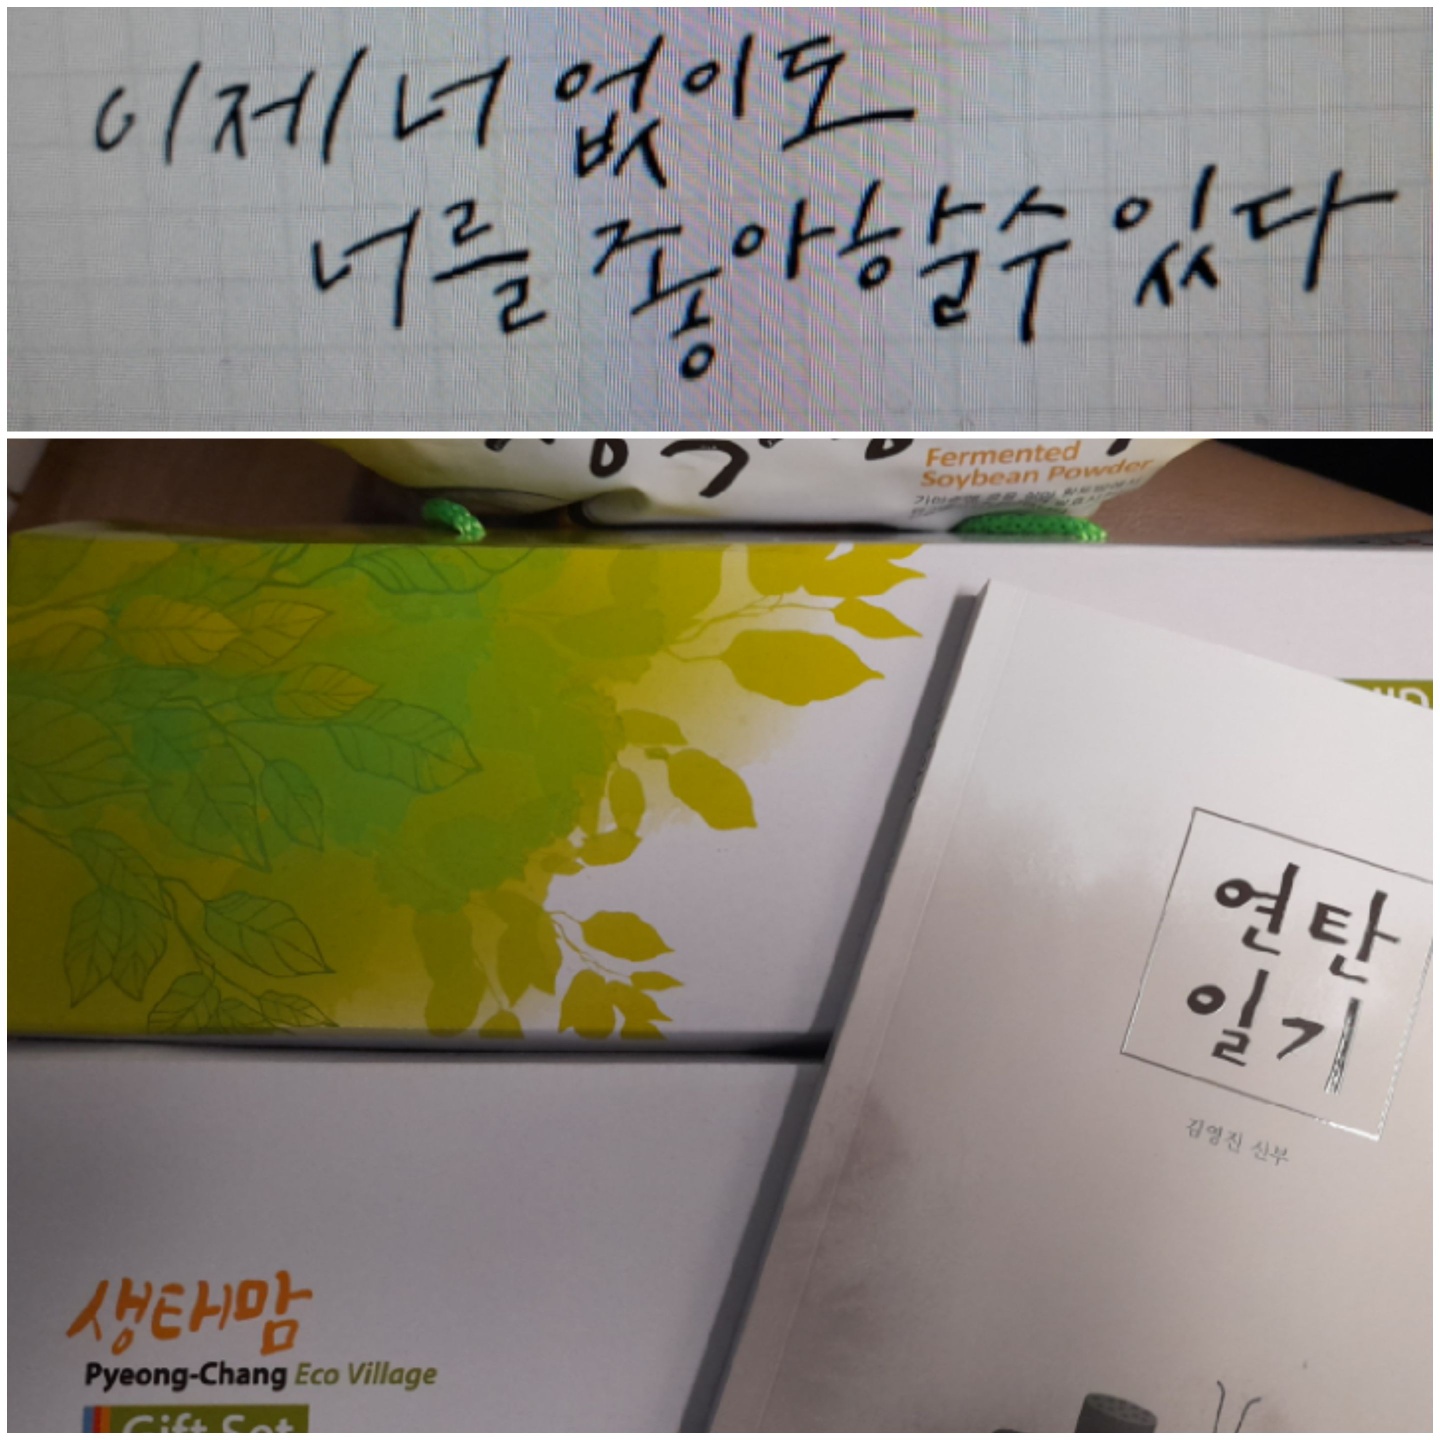 이제 너 없이도
너를 좋아할 수 있다
Fermented
Soybean Powder
연탄
일기
김영진 신부
생태맘
Pyeong-Chang Eco Village
Gift Set